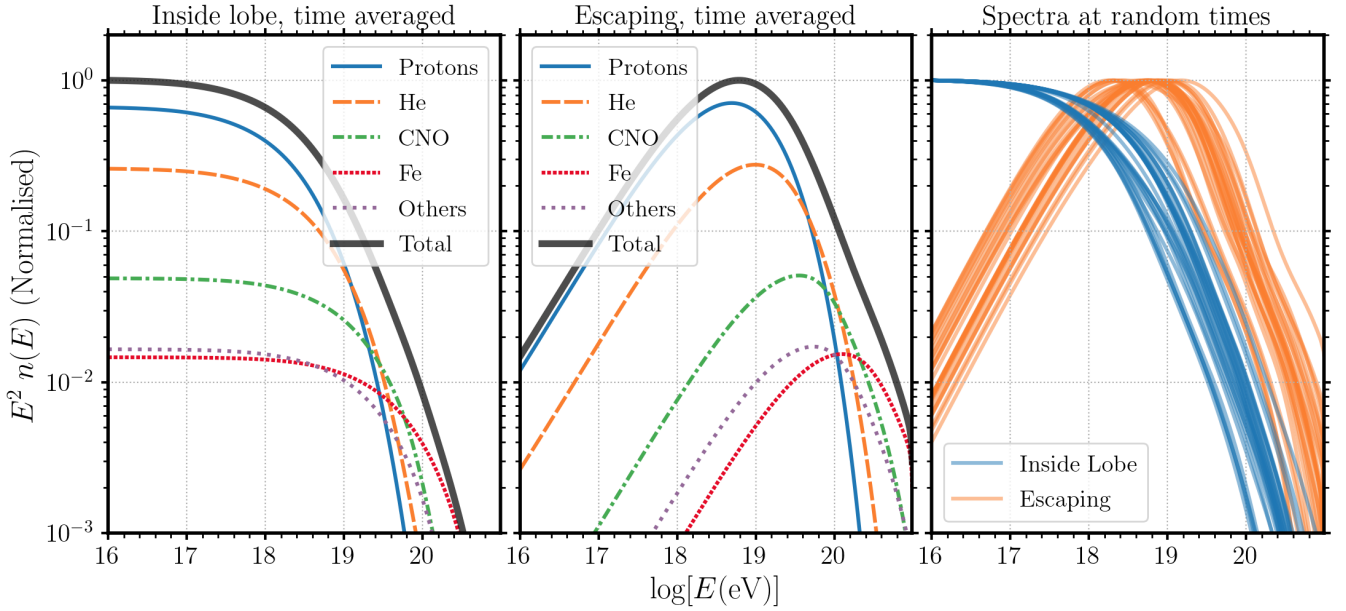 Inside lobe, time averaged
Escaping, time averaged
Spectra at random times
E² n(E) (Normalised)
10⁰
10⁻¹
10⁻²
10⁻³
Protons
He
CNO
Fe
Others
Total
Protons
He
CNO
Fe
Others
Total
Inside Lobe
Escaping
16 17 18 19 20
16 17 18 19 20
16 17 18 19 20
log[E(eV)]